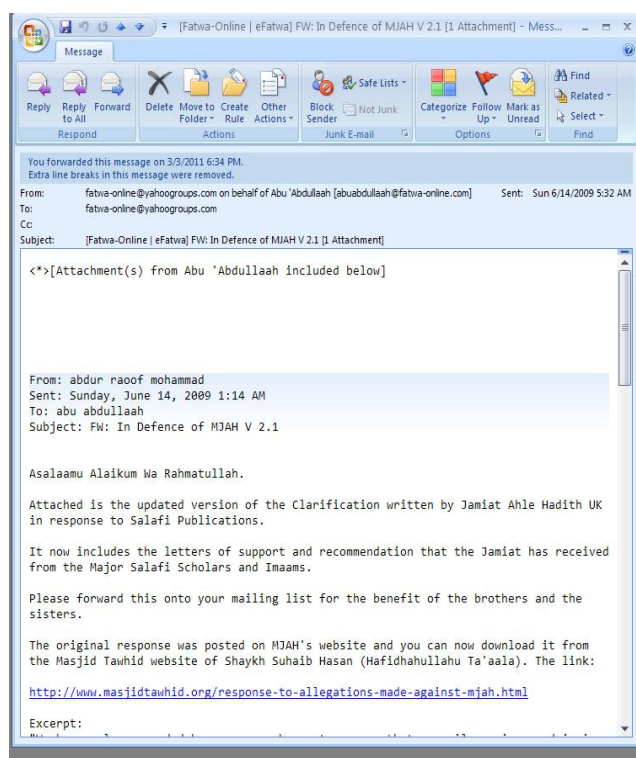 [Fatwa-Online | eFatwa] FW: In Defence of MJAH V 2.1 [1 Attachment] - Mess...
Message
Reply
Reply to All
Forward
Delete
Move to Folder
Create Rule
Other Actions
Block Sender
Safe Lists
Not Junk
Categorize
Follow Up
Mark as Unread
Find
Related
Select
Respond
Actions
Junk E-mail
Options
Find
You forwarded this message on 3/3/2011 6:34 PM.
Extra line breaks in this message were removed.
From: fatwa-online@yahoogroups.com on behalf of Abu 'Abdullaah [abuabdullaah@fatwa-online.com] Sent: Sun 6/14/2009 5:32 AM
To: fatwa-online@yahoogroups.com
Cc:
Subject: [Fatwa-Online | eFatwa] FW: In Defence of MJAH V 2.1 [1 Attachment]
<*>[Attachment(s) from Abu 'Abdullaah included below]
From: abdur raoof mohammad
Sent: Sunday, June 14, 2009 1:14 AM
To: abu abdullaah
Subject: FW: In Defence of MJAH V 2.1
Asalaamu Alaikum Wa Rahmatullah.
Attached is the updated version of the Clarification written by Jamiat Ahle Hadith UK
in response to Salafi Publications.
It now includes the letters of support and recommendation that the Jamiat has received
from the Major Salafi Scholars and Imaams.
Please forward this onto your mailing list for the benefit of the brothers and the
sisters.
The original response was posted on MJAH's website and you can now download it from
the Masjid Tawhid website of Shaykh Suhaib Hasan (Hafidhahullahu Ta'aala). The link:
http://www.masjidtawhid.org/response-to-allegations-made-against-mjah.html
Excerpt: